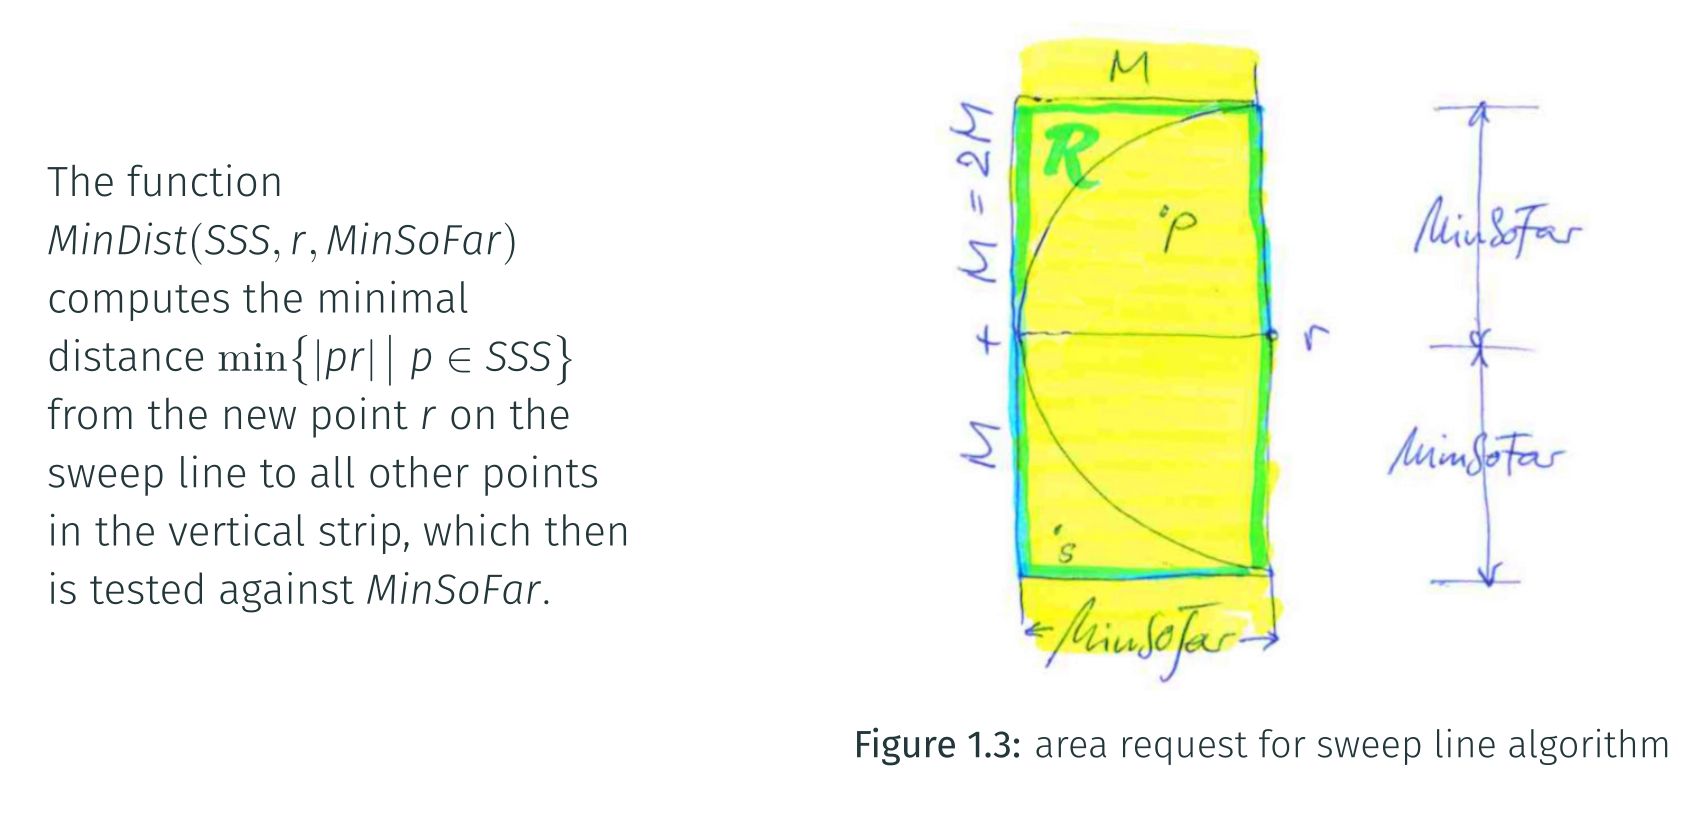 The function
MinDist(SSS, r, MinSoFar)
computes the minimal
distance min{|pr| | p ∈ SSS}
from the new point r on the
sweep line to all other points
in the vertical strip, which then
is tested against MinSoFar.
M
M + M = 2M
R
p
r
s
MinSoFar
MinSoFar
MinSoFar
Figure 1.3: area request for sweep line algorithm